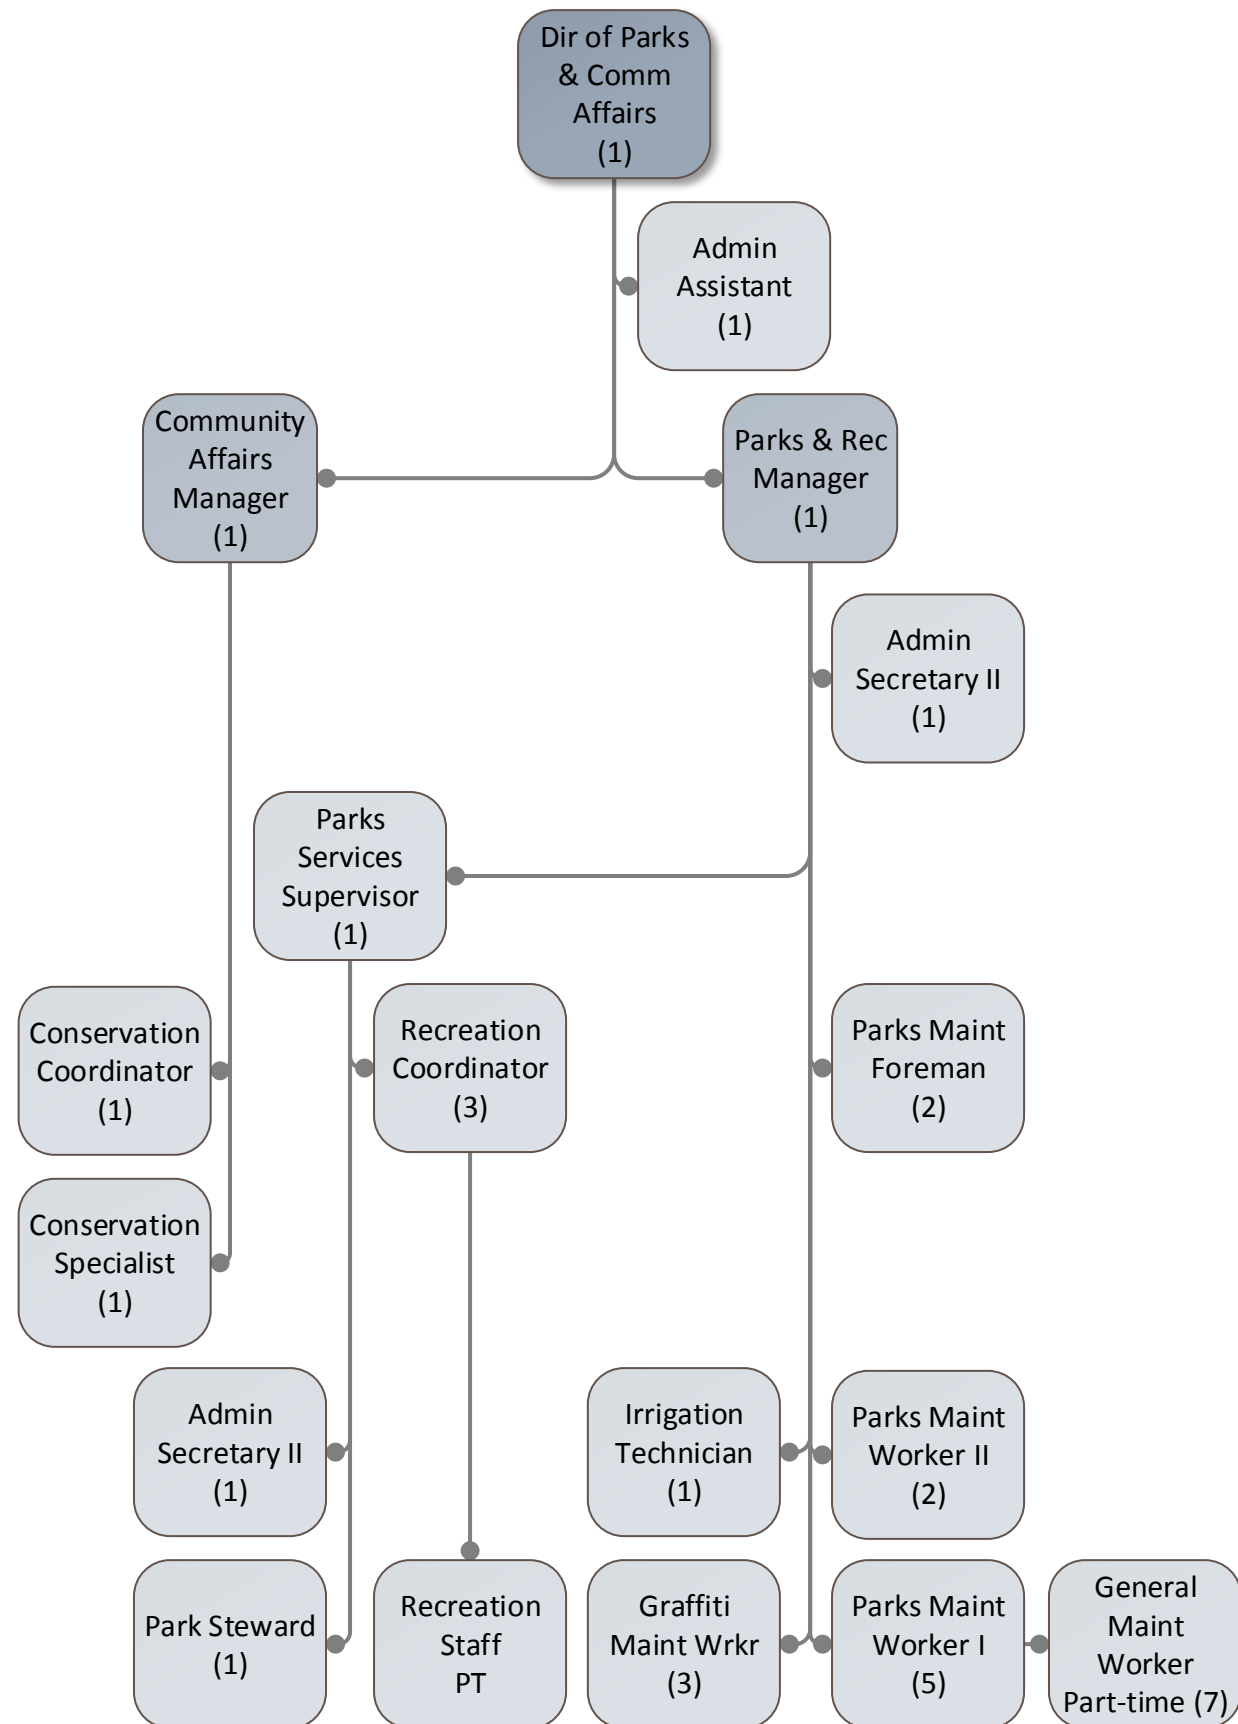 Dir of Parks
& Comm
Affairs
(1)
Admin
Assistant
(1)
Community
Affairs
Manager
(1)
Parks & Rec
Manager
(1)
Admin
Secretary II
(1)
Parks
Services
Supervisor
(1)
Conservation
Coordinator
(1)
Recreation
Coordinator
(3)
Parks Maint
Foreman
(2)
Conservation
Specialist
(1)
Admin
Secretary II
(1)
Irrigation
Technician
(1)
Parks Maint
Worker II
(2)
Park Steward
(1)
Recreation
Staff
PT
Graffiti
Maint Wrkr
(3)
Parks Maint
Worker I
(5)
General
Maint
Worker
Part-time (7)